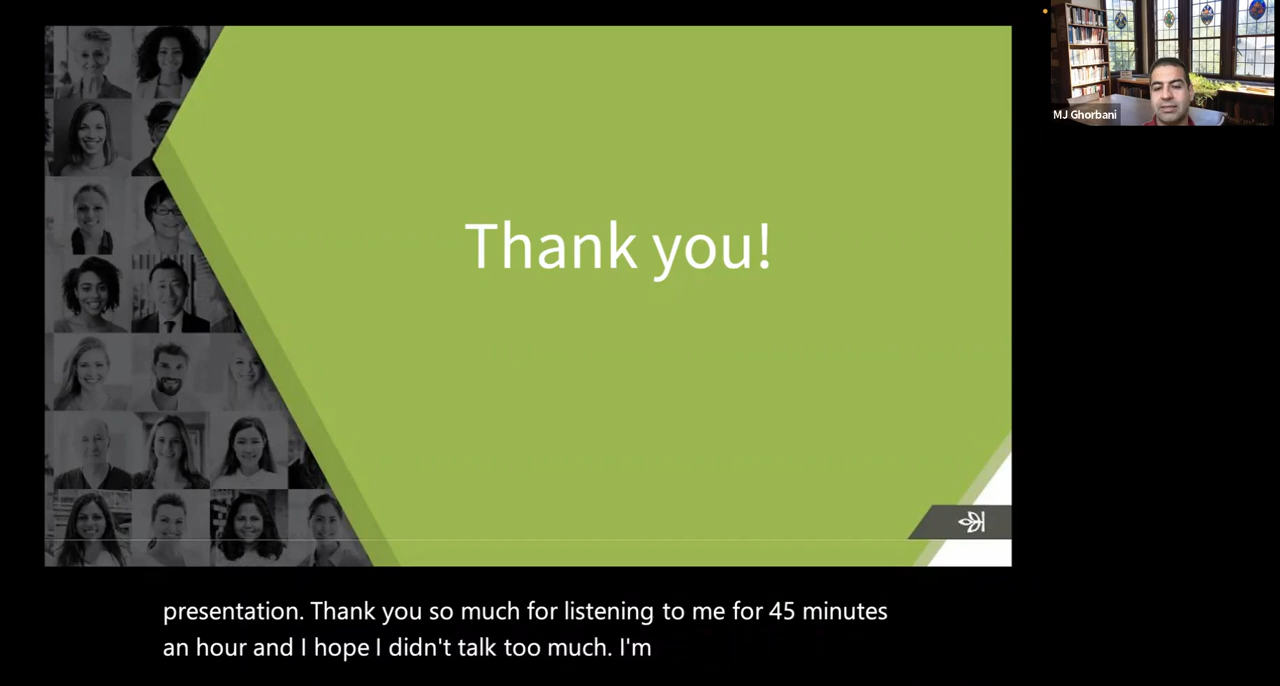 MJ Ghorbani
Thank you!
presentation. Thank you so much for listening to me for 45 minutes
an hour and I hope I didn't talk too much. I'm